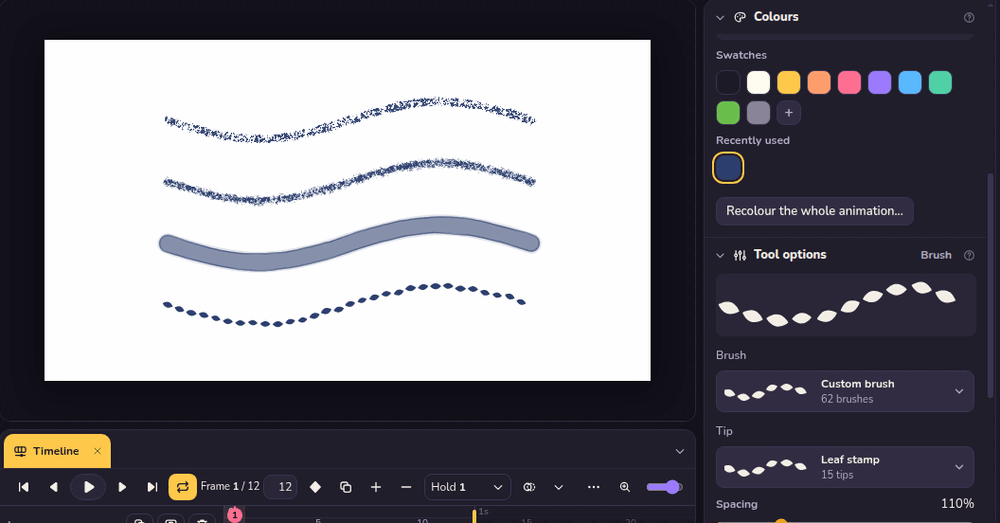 Colours
Swatches
+
Recently used
Recolour the whole animation...
Tool options
Brush
Brush
Custom brush
62 brushes
Tip
Leaf stamp
15 tips
Spacing
110%
Timeline
Frame 1 / 12
12
Hold 1
1
5
10
1s
15
20